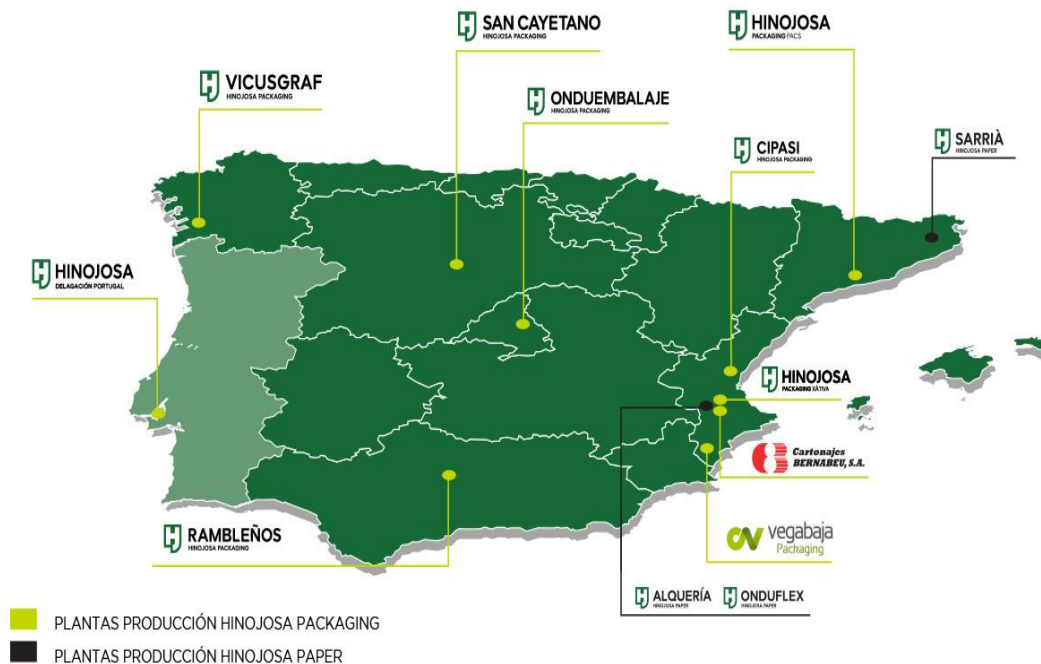 SAN CAYETANO
HINOJOSA PACKAGING
HINOJOSA
PACKAGING PACS
VICUSGRAF
HINOJOSA PACKAGING
ONDUEMBALAJE
HINOJOSA PACKAGING
CIPASI
HINOJOSA PACKAGING
SARRIÀ
HINOJOSA PAPER
HINOJOSA
DELAGACIÓN PORTUGAL
HINOJOSA
PACKAGING XÀTIVA
Cartonajes
BERNABEU, S.A.
RAMBLEÑOS
HINOJOSA PACKAGING
vegabaja
Packaging
ALQUERÍA
HINOJOSA PAPER
ONDUFLEX
HINOJOSA PAPER
PLANTAS PRODUCCIÓN HINOJOSA PACKAGING
PLANTAS PRODUCCIÓN HINOJOSA PAPER